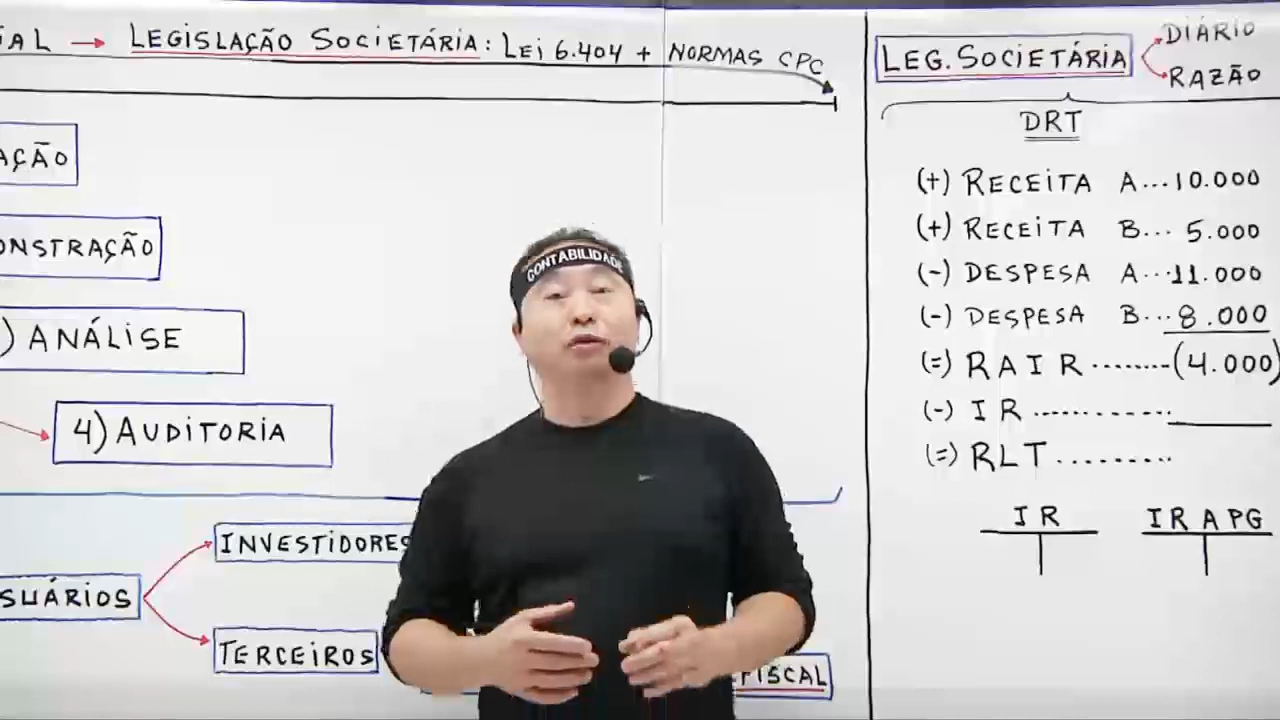 IAL → LEGISLAÇÃO SOCIETÁRIA: LEI 6.404 + NORMAS CPC
AÇÃO
ONSTRAÇÃO
) ANÁLISE
4) AUDITORIA
SUÁRIOS
INVESTIDORES
TERCEIROS
FISCAL
CONTABILIDADE
LEG. SOCIETÁRIA
DIÁRIO
RAZÃO
DRT
(+) RECEITA A...10.000
(+) RECEITA B... 5.000
(-) DESPESA A...11.000
(-) DESPESA B...8.000
(=) RAIR........(4.000)
(-) IR ..............
(=) RLT .........
IR
IR A PG